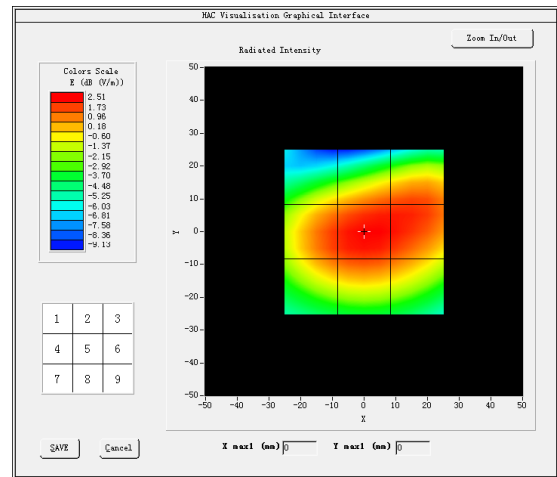 HAC Visualisation Graphical Interface
Zoom In/Out
Radiated Intensity
Colors Scale
E (dB (V/m))
2.51
1.73
0.96
0.18
-0.60
-1.37
-2.15
-2.92
-3.70
-4.48
-5.25
-6.03
-6.81
-7.58
-8.36
-9.13
50
40
30
20
10
0
-10
-20
-30
-40
-50
Y
-50 -40 -30 -20 -10 0 10 20 30 40 50
X
1 2 3
4 5 6
7 8 9
SAVE Cancel
X max1 (mm) 0 Y max1 (mm) 0